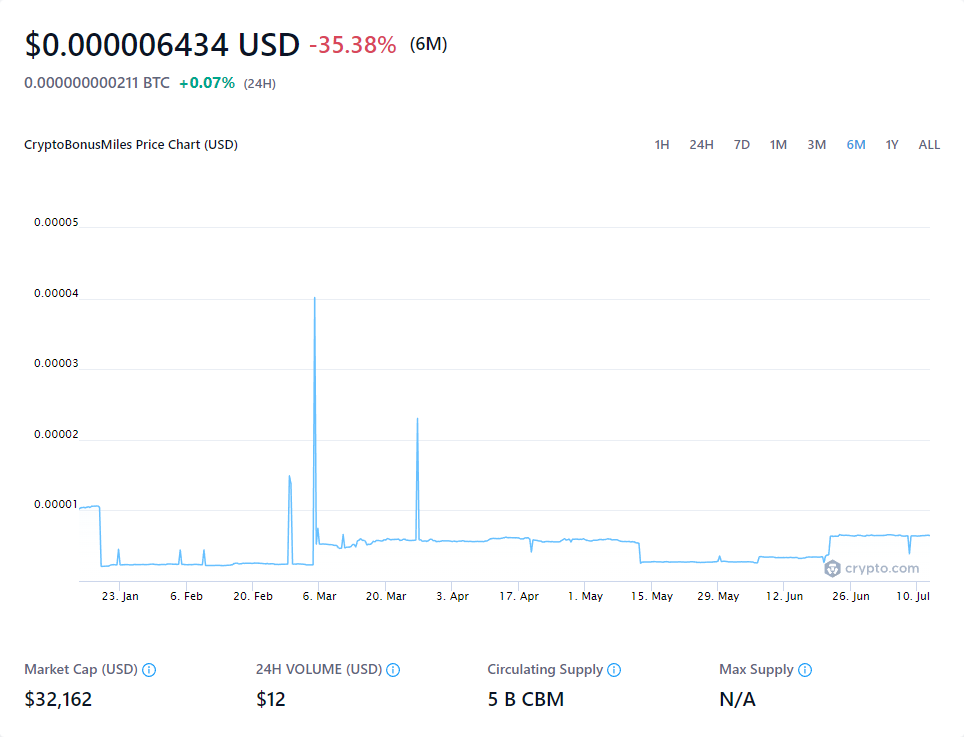 $0.000006434 USD -35.38% (6M)
0.000000000211 BTC +0.07% (24H)
CryptoBonusMiles Price Chart (USD) 1H 24H 7D 1M 3M 6M 1Y ALL
0.00005
0.00004
0.00003
0.00002
0.00001
crypto.com
23. Jan 6. Feb 20. Feb 6. Mar 20. Mar 3. Apr 17. Apr 1. May 15. May 29. May 12. Jun 26. Jun 10. Jul
Market Cap (USD) 24H VOLUME (USD) Circulating Supply Max Supply
$32,162 $12 5 B CBM N/A